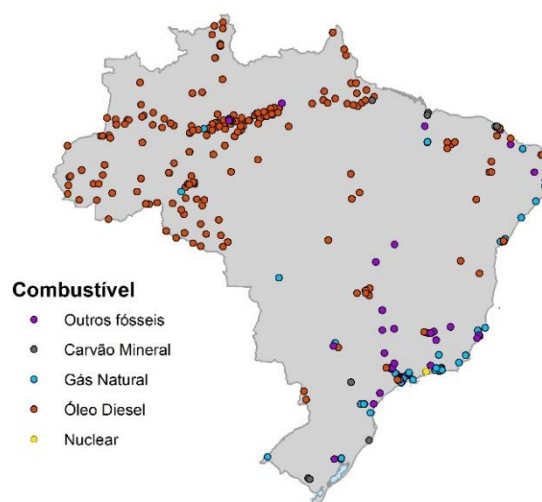 Combustível
Outros fósseis
Carvão Mineral
Gás Natural
Óleo Diesel
Nuclear